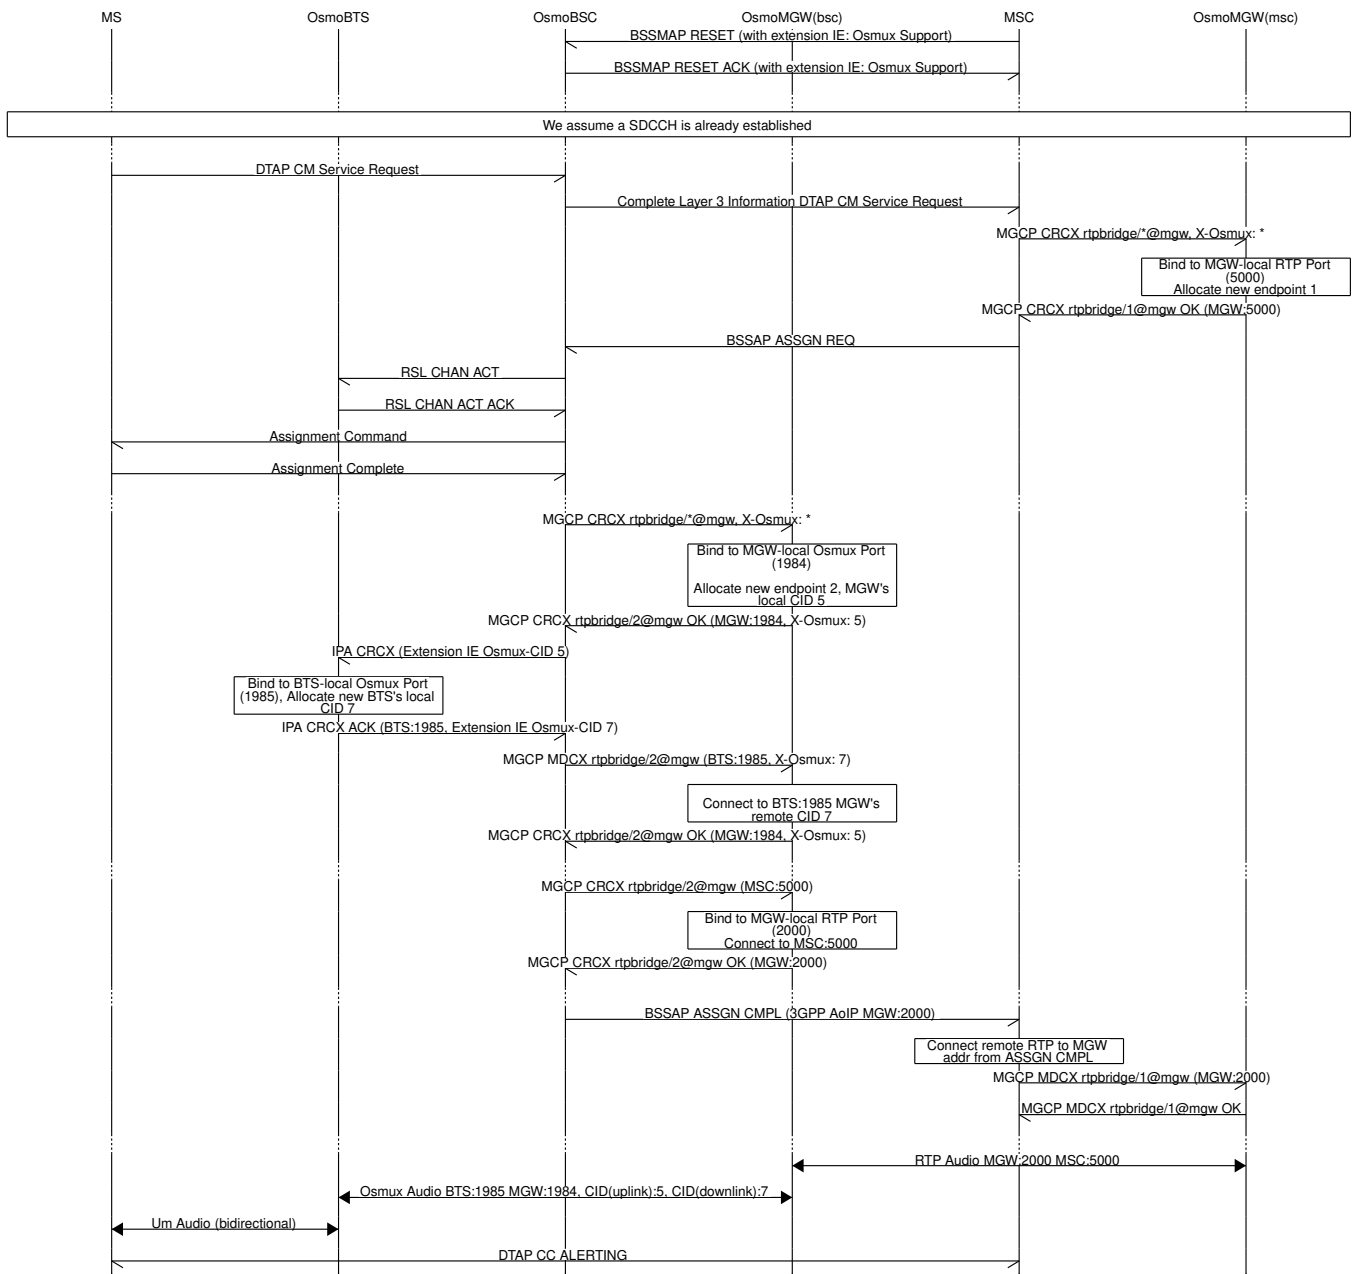 MS OsmoBTS OsmoBSC OsmoMGW(bsc) MSC OsmoMGW(msc)
BSSMAP RESET (with extension IE: Osmux Support)
BSSMAP RESET ACK (with extension IE: Osmux Support)
We assume a SDCCH is already established
DTAP CM Service Request
Complete Layer 3 Information DTAP CM Service Request
MGCP CRCX rtpbridge/*@mgw, X-Osmux: *
Bind to MGW-local RTP Port
(5000)
Allocate new endpoint 1
MGCP CRCX rtpbridge/1@mgw OK (MGW:5000)
BSSAP ASSGN REQ
RSL CHAN ACT
RSL CHAN ACT ACK
Assignment Command
Assignment Complete
MGCP CRCX rtpbridge/*@mgw, X-Osmux: *
Bind to MGW-local Osmux Port
(1984)
Allocate new endpoint 2, MGW's
local CID 5
MGCP CRCX rtpbridge/2@mgw OK (MGW:1984, X-Osmux: 5)
IPA CRCX (Extension IE Osmux-CID 5)
Bind to BTS-local Osmux Port
(1985), Allocate new BTS's local
CID 7
IPA CRCX ACK (BTS:1985, Extension IE Osmux-CID 7)
MGCP MDCX rtpbridge/2@mgw (BTS:1985, X-Osmux: 7)
Connect to BTS:1985 MGW's
remote CID 7
MGCP CRCX rtpbridge/2@mgw OK (MGW:1984, X-Osmux: 5)
MGCP CRCX rtpbridge/2@mgw (MSC:5000)
Bind to MGW-local RTP Port
(2000)
Connect to MSC:5000
MGCP CRCX rtpbridge/2@mgw OK (MGW:2000)
BSSAP ASSGN CMPL (3GPP AoIP MGW:2000)
Connect remote RTP to MGW
addr from ASSGN CMPL
MGCP MDCX rtpbridge/1@mgw (MGW:2000)
MGCP MDCX rtpbridge/1@mgw OK
RTP Audio MGW:2000 MSC:5000
Osmux Audio BTS:1985 MGW:1984, CID(uplink):5, CID(downlink):7
Um Audio (bidirectional)
DTAP CC ALERTING